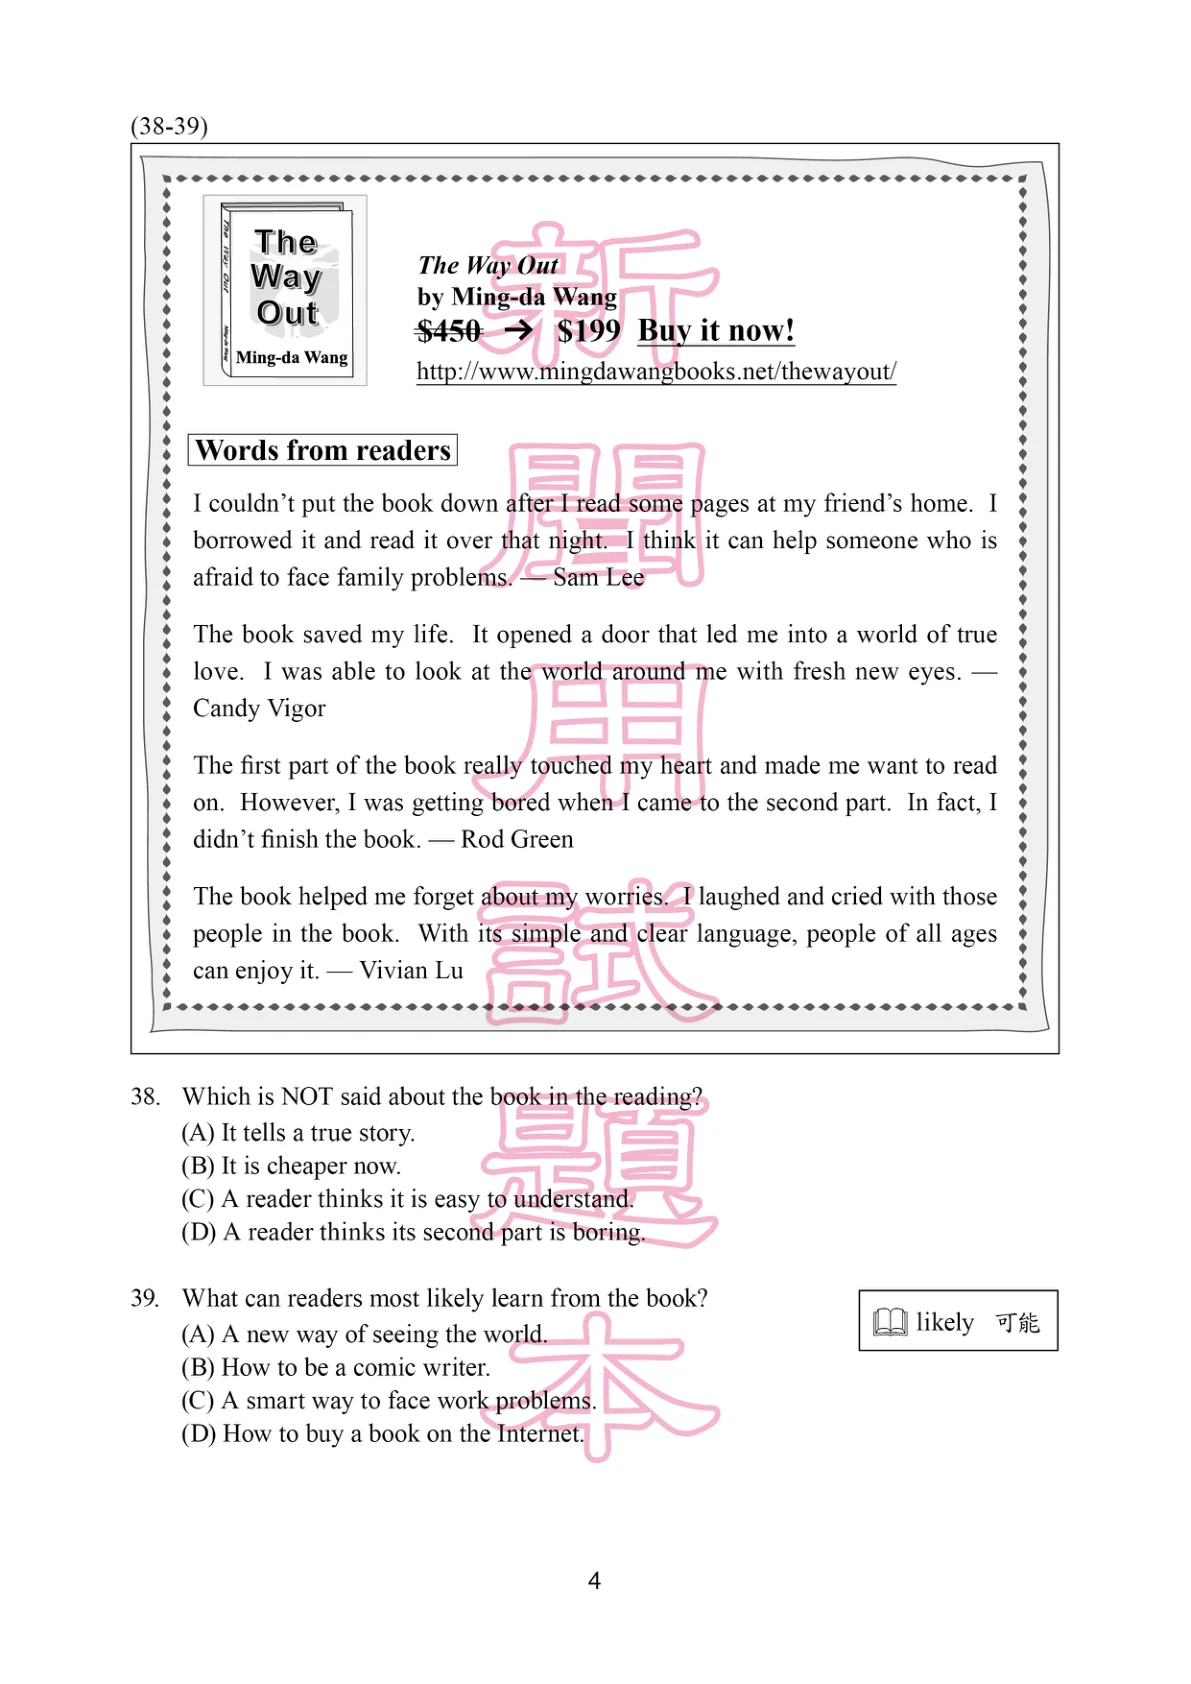 (38-39)
The
Way
Out
Ming-da Wang
The Way Out
The Way Out
by Ming-da Wang
$450 → $199 Buy it now!
http://www.mingdawangbooks.net/thewayout/
Words from readers
I couldn’t put the book down after I read some pages at my friend’s home. I
borrowed it and read it over that night. I think it can help someone who is
afraid to face family problems. — Sam Lee
The book saved my life. It opened a door that led me into a world of true
love. I was able to look at the world around me with fresh new eyes. —
Candy Vigor
The first part of the book really touched my heart and made me want to read
on. However, I was getting bored when I came to the second part. In fact, I
didn’t finish the book. — Rod Green
The book helped me forget about my worries. I laughed and cried with those
people in the book. With its simple and clear language, people of all ages
can enjoy it. — Vivian Lu
38. Which is NOT said about the book in the reading?
(A) It tells a true story.
(B) It is cheaper now.
(C) A reader thinks it is easy to understand.
(D) A reader thinks its second part is boring.
39. What can readers most likely learn from the book?
(A) A new way of seeing the world.
(B) How to be a comic writer.
(C) A smart way to face work problems.
(D) How to buy a book on the Internet.
likely 可能
新聞用試題本
4